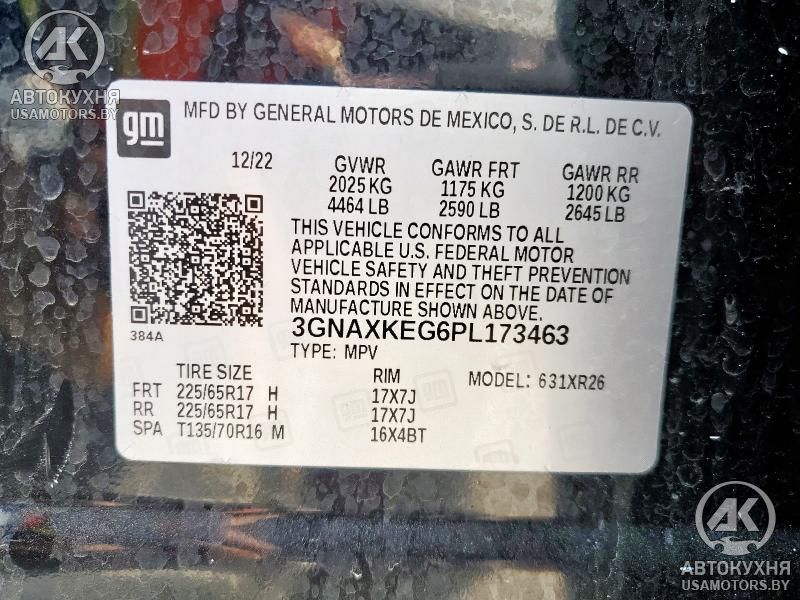 АК
АВТОКУХНЯ
USAMOTORS.BY
gm
MFD BY GENERAL MOTORS DE MEXICO, S. DE R.L. DE C.V.
12/22 GVWR GAWR FRT GAWR RR
2025 KG 1175 KG 1200 KG
4464 LB 2590 LB 2645 LB
THIS VEHICLE CONFORMS TO ALL
APPLICABLE U.S. FEDERAL MOTOR
VEHICLE SAFETY AND THEFT PREVENTION
STANDARDS IN EFFECT ON THE DATE OF
MANUFACTURE SHOWN ABOVE.
384A
3GNAXKEG6PL173463
TYPE: MPV
TIRE SIZE RIM MODEL: 631XR26
FRT 225/65R17 H 17X7J
RR 225/65R17 H 17X7J
SPA T135/70R16 M 16X4BT
АК
АВТОКУХНЯ
USAMOTORS.BY